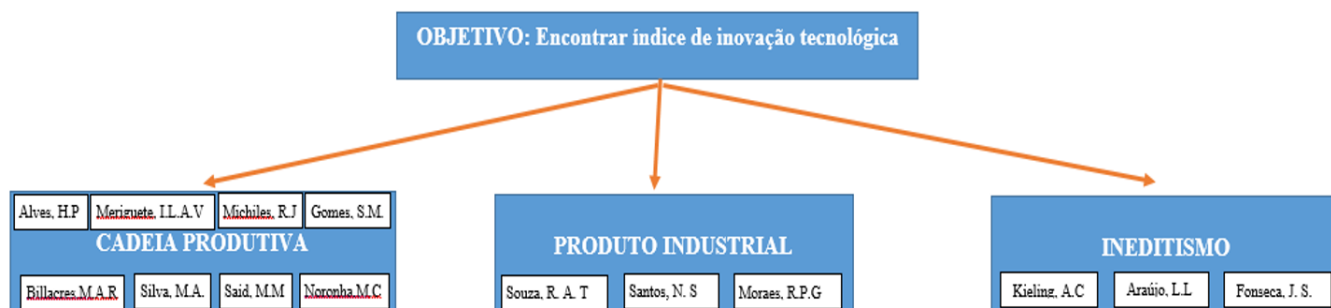 OBJETIVO: Encontrar índice de inovação tecnológica
Alves, H.P Meriguete, I.L.A.V Michiles, R.J Gomes, S.M.
CADEIA PRODUTIVA
Billacres,M.A.R Silva, M.A. Said, M.M Noronha,M.C
PRODUTO INDUSTRIAL
Souza, R. A. T Santos, N. S Moraes, R.P.G
INEDITISMO
Kieling, A.C Araújo, L.L Fonseca, J. S.